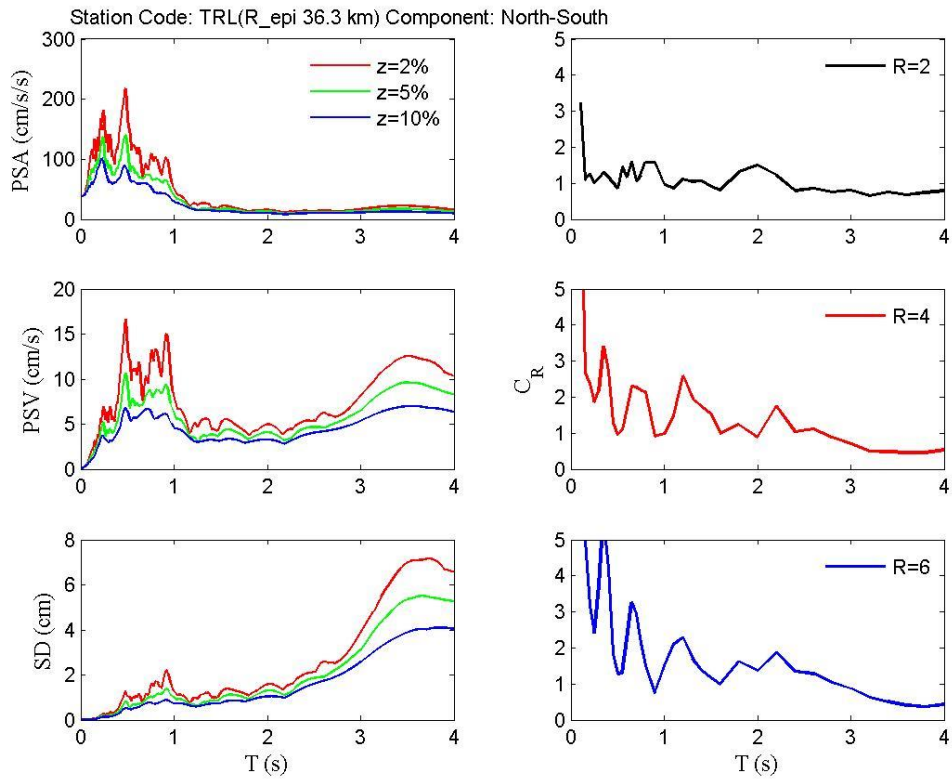 Station Code: TRL(R_epi 36.3 km) Component: North-South
300
200
100
0
PSA (cm/s/s)
z=2%
z=5%
z=10%
0 1 2 3 4
5
4
3
2
1
0
R=2
0 1 2 3 4
20
15
10
5
0
PSV (cm/s)
0 1 2 3 4
5
4
3
2
1
0
C_R
R=4
0 1 2 3 4
8
6
4
2
0
SD (cm)
0 1 2 3 4
T (s)
5
4
3
2
1
0
R=6
0 1 2 3 4
T (s)